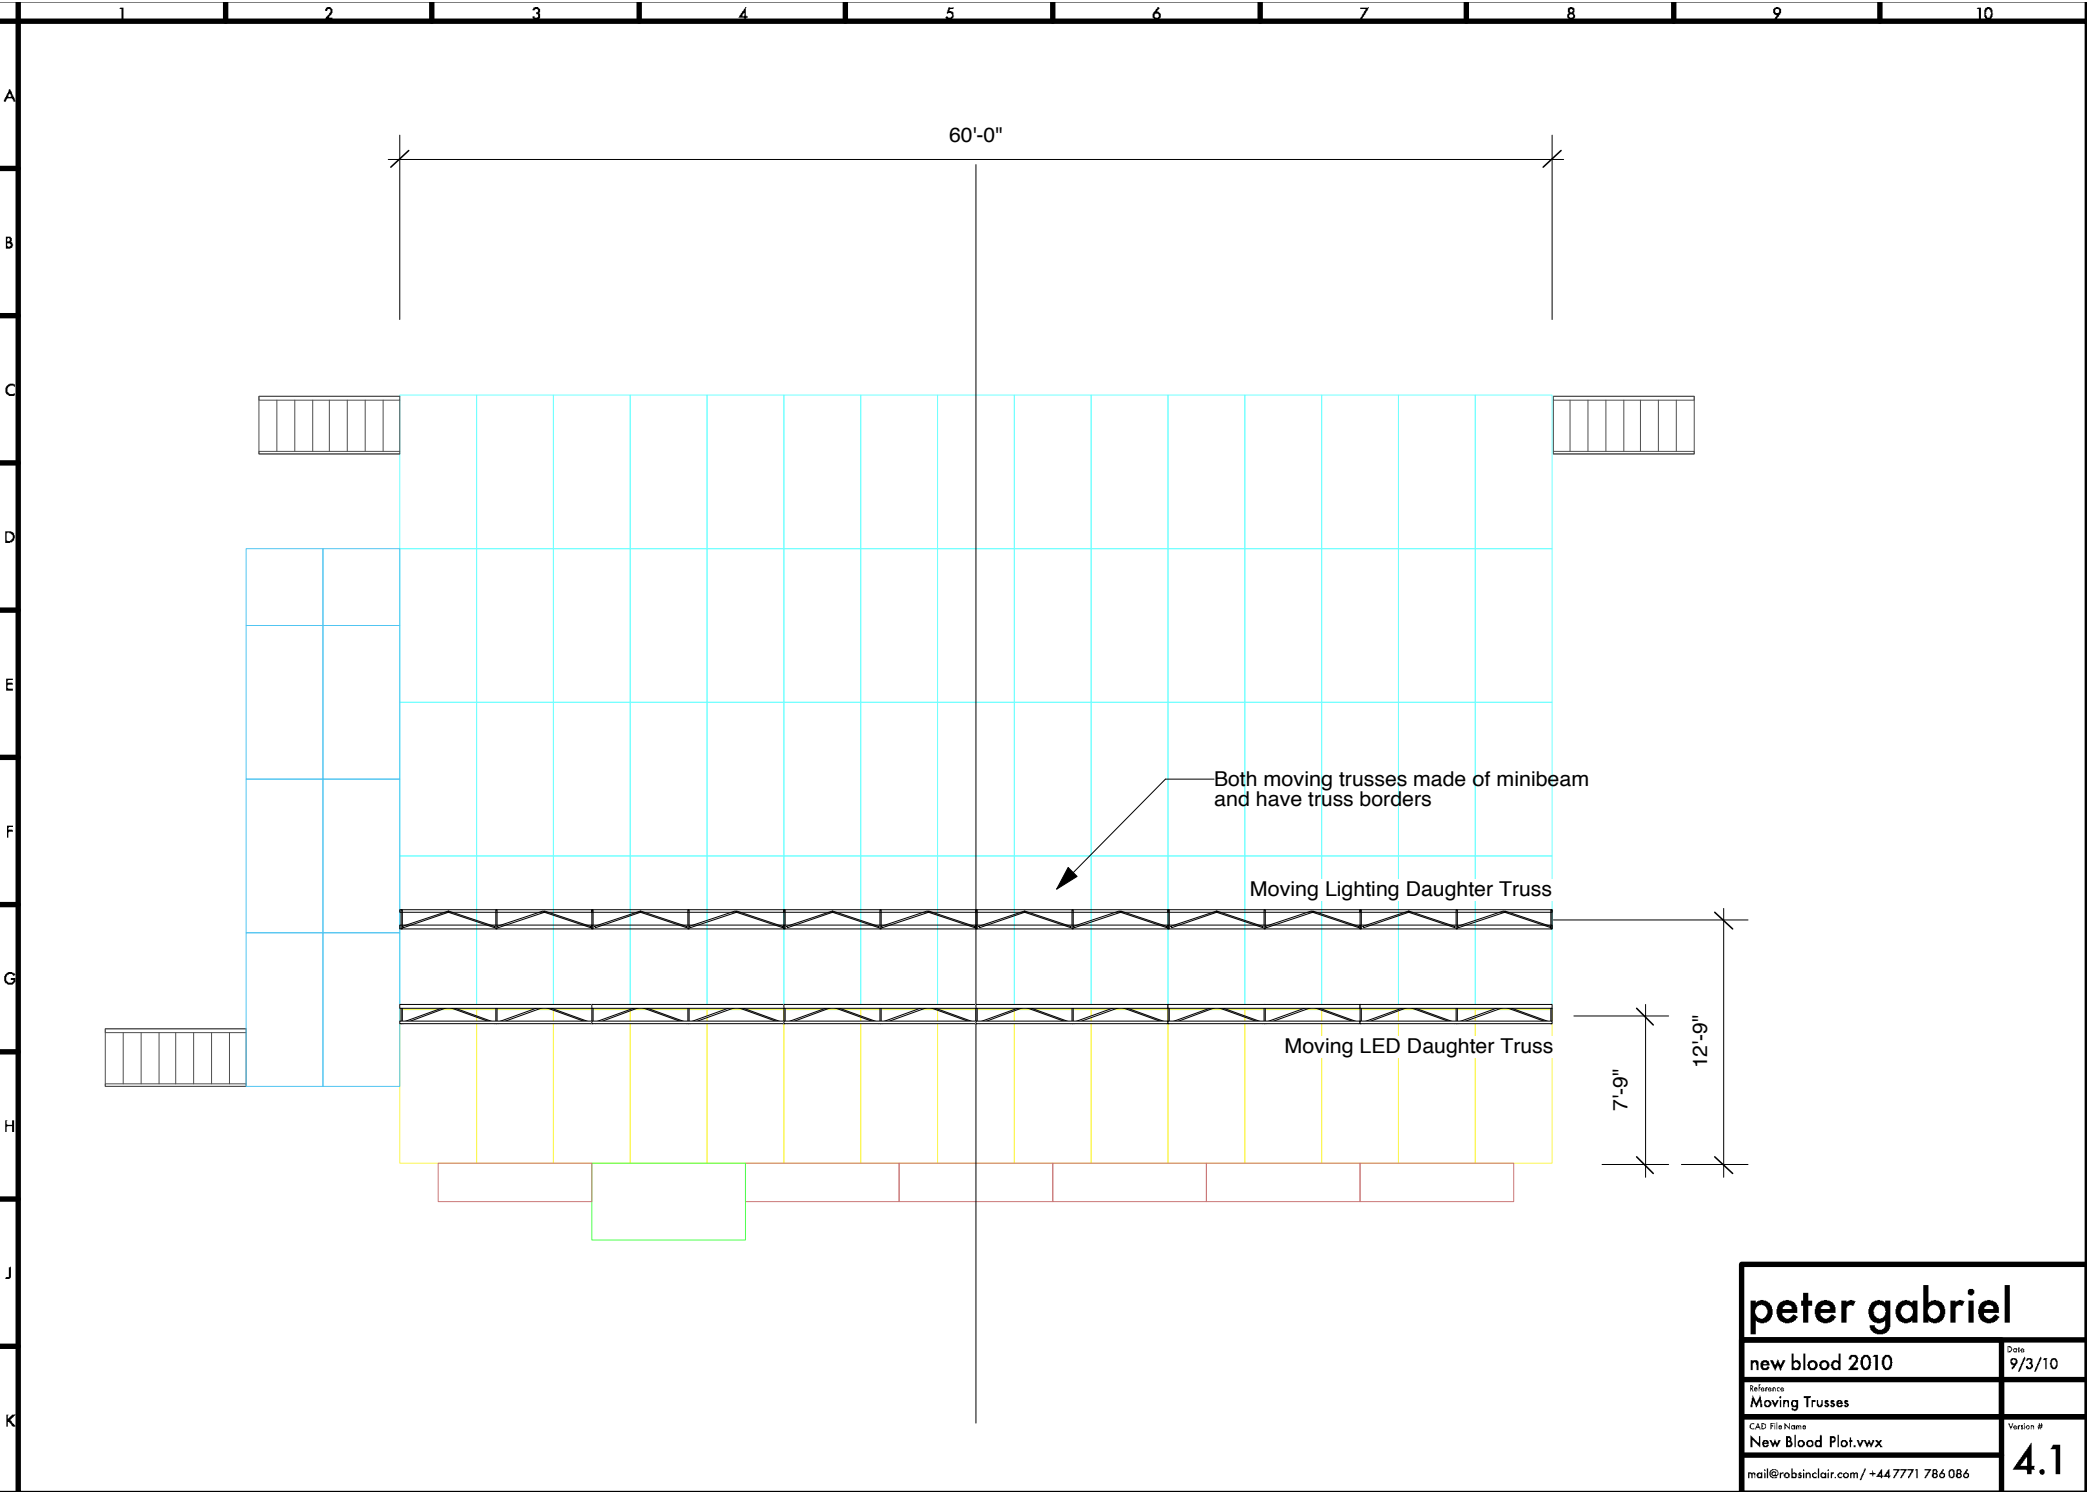 1 2 3 4 5 6 7 8 9 10
A
B
C
D
E
F
G
H
J
K
60'-0"
Both moving trusses made of minibeam
and have truss borders
Moving Lighting Daughter Truss
Moving LED Daughter Truss
7'-9"
12'-9"
peter gabriel
new blood 2010
Date
9/3/10
Reference
Moving Trusses
CAD File Name
New Blood Plot.vwx
Version #
4.1
mail@robsinclair.com/ +447771 786 086